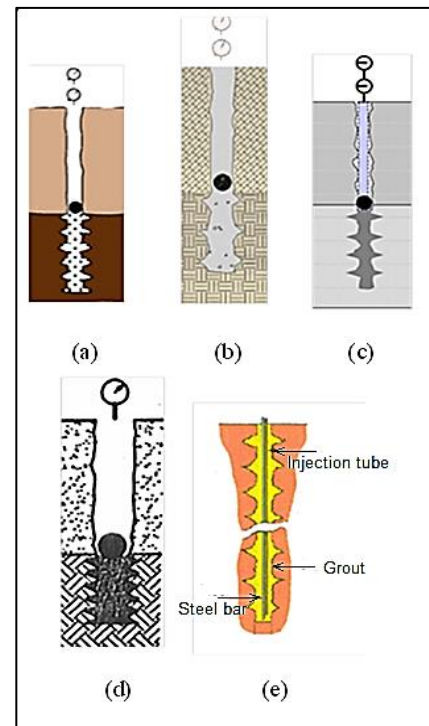 (a)
(b)
(c)
Injection tube
Grout
Steel bar
(d)
(e)